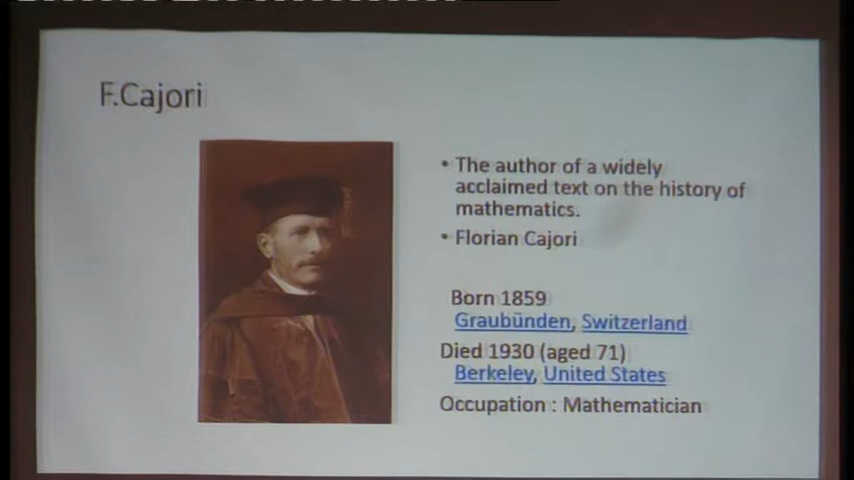 F.Cajori
• The author of a widely
acclaimed text on the history of
mathematics.
• Florian Cajori
Born 1859
Graubünden, Switzerland
Died 1930 (aged 71)
Berkeley, United States
Occupation : Mathematician